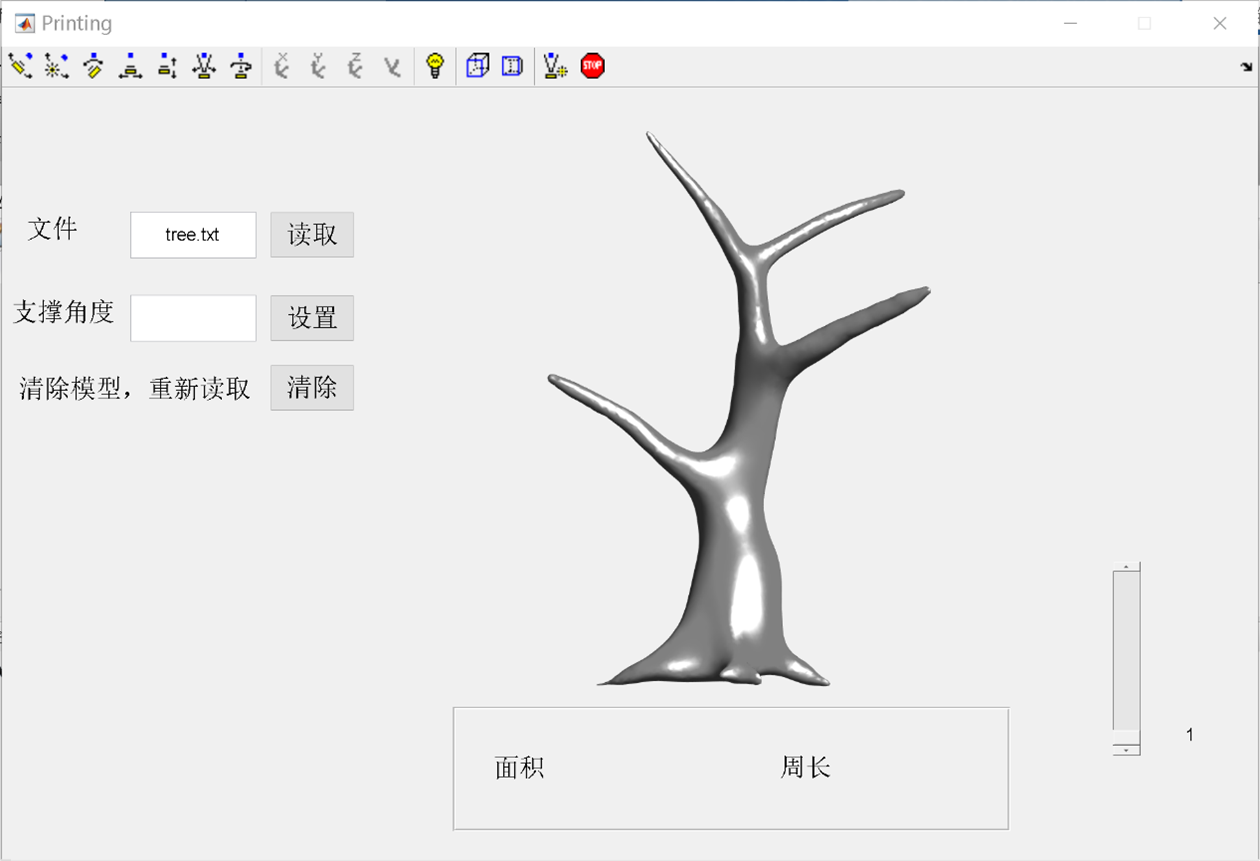 Printing
STOP
文件 tree.txt 读取
支撑角度 设置
清除模型，重新读取 清除
1
面积 周长